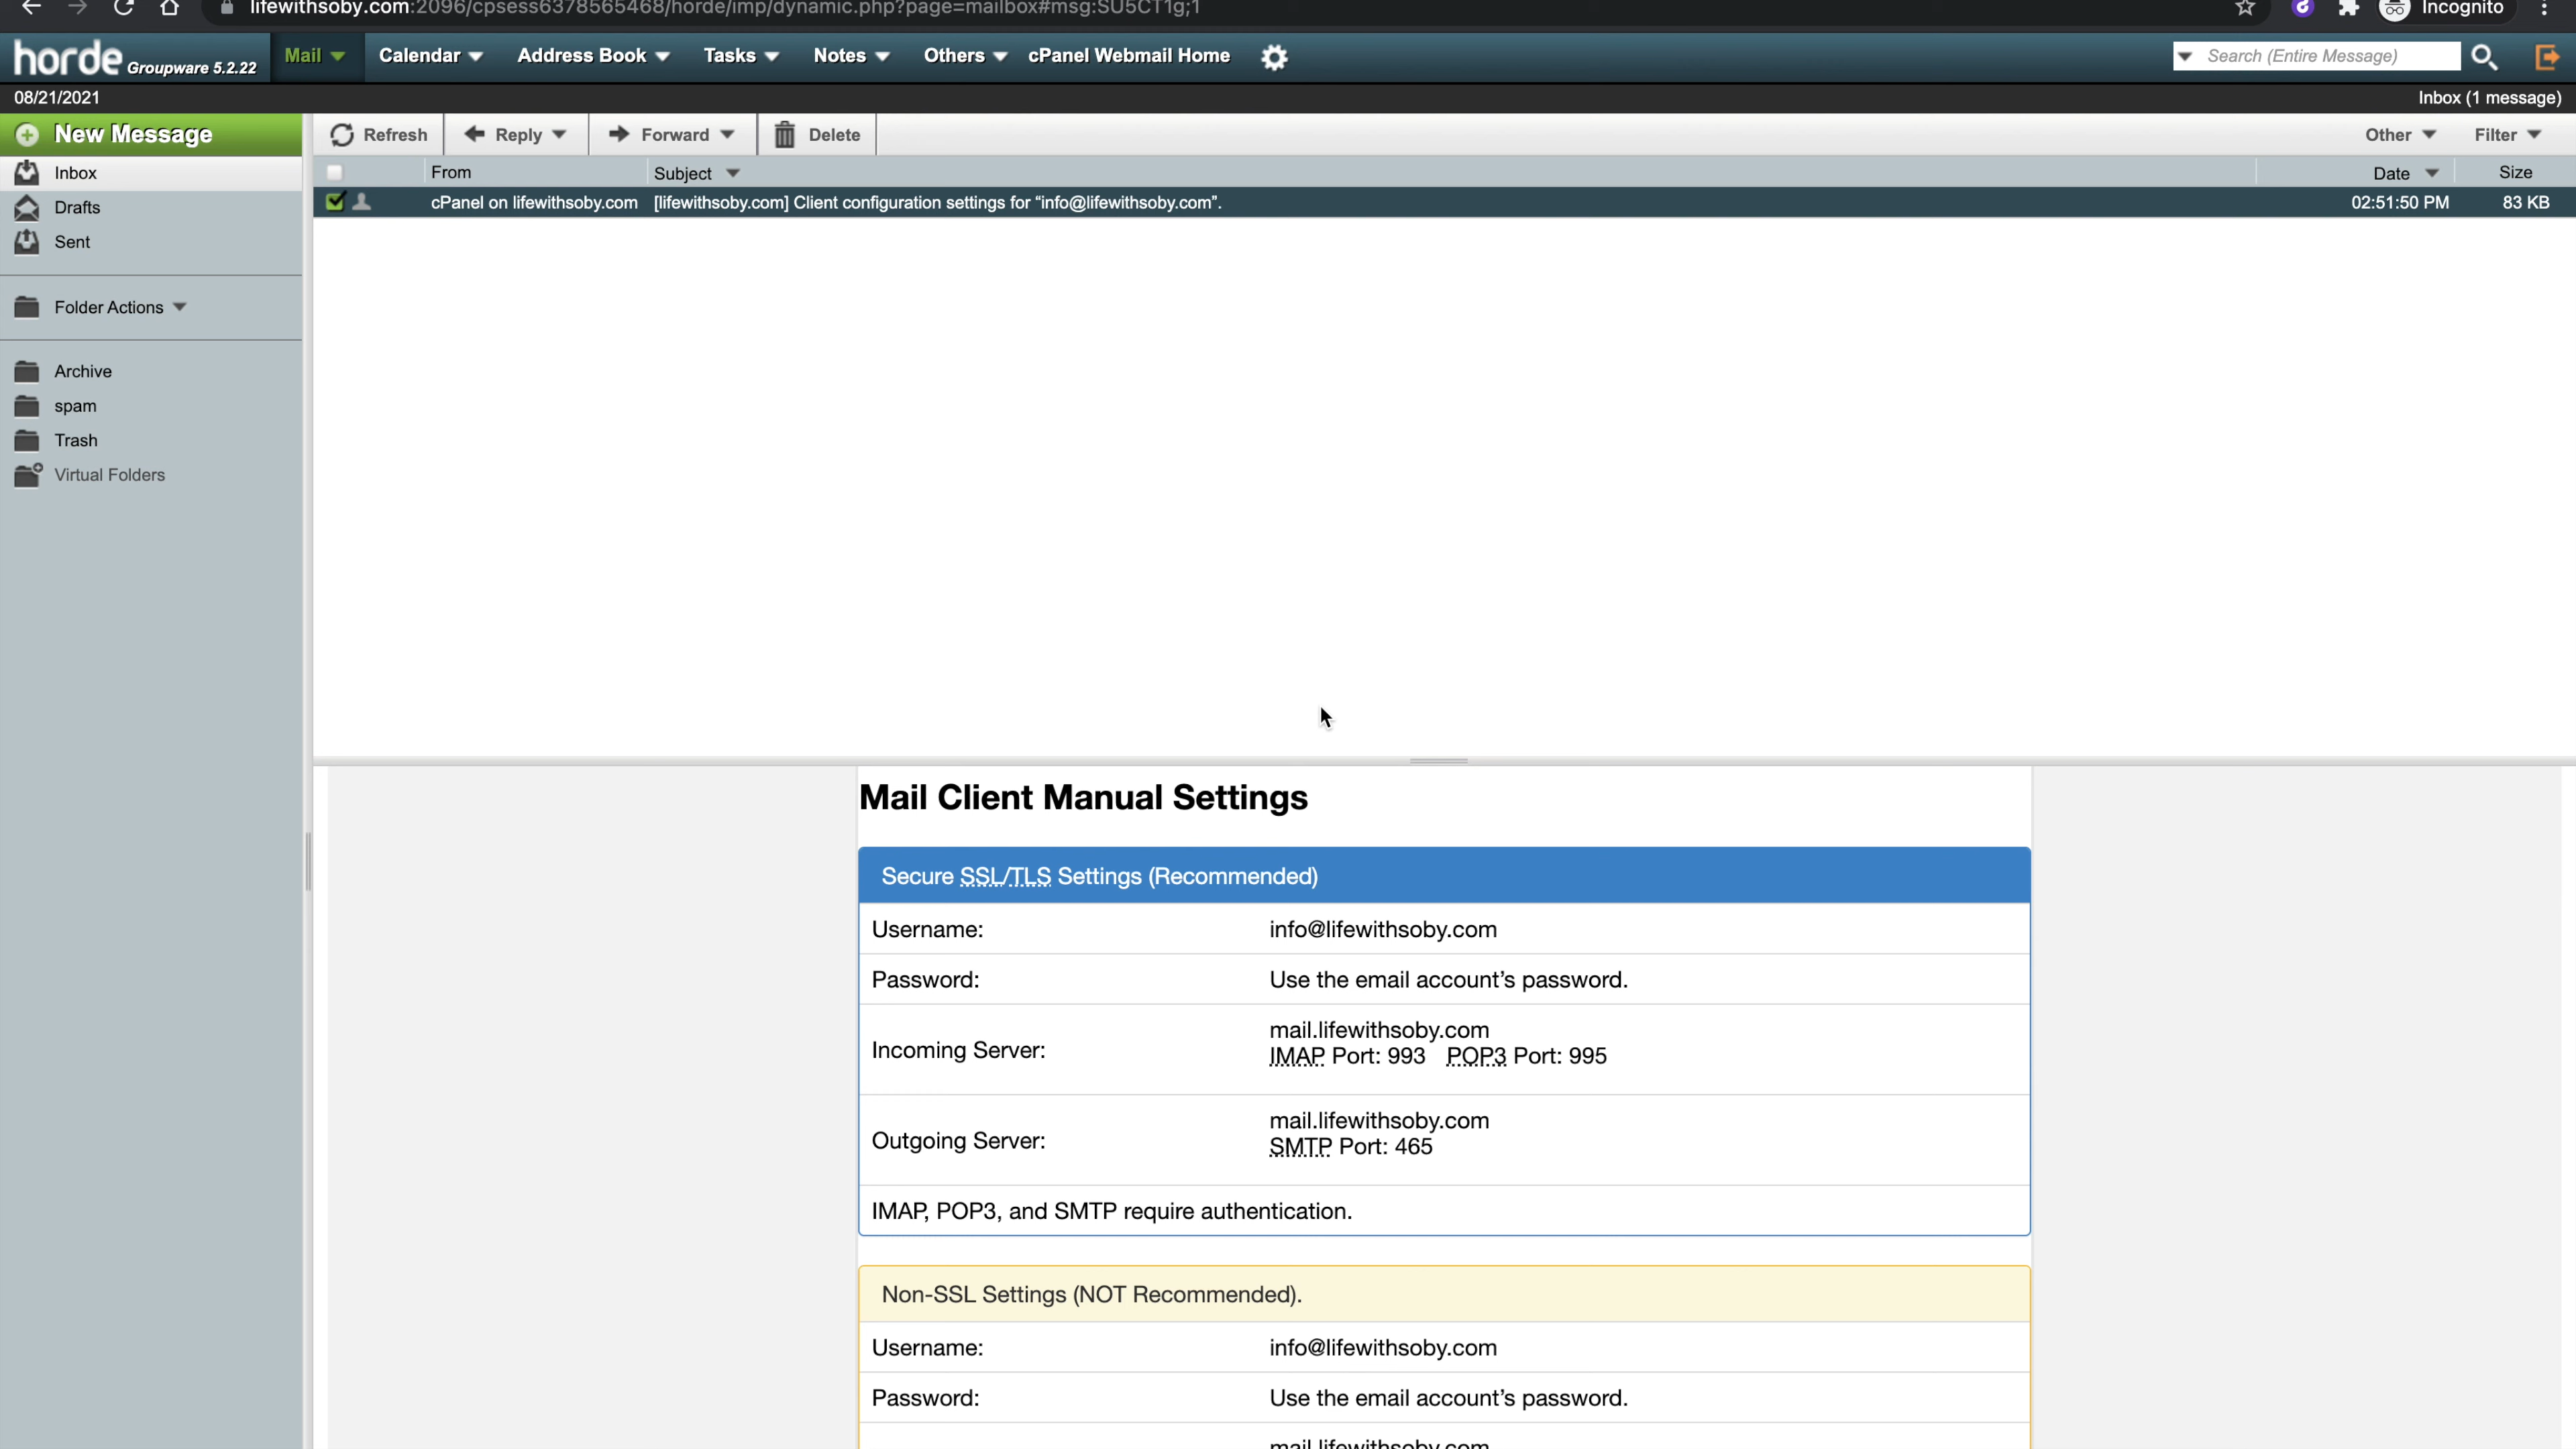 lifewithsoby.com:2096/cpsess6378565468/horde/imp/dynamic.php?page=mailbox#msg:SU5CT1g;1
Incognito
horde Groupware 5.2.22
Mail
Calendar
Address Book
Tasks
Notes
Others
cPanel Webmail Home
Search (Entire Message)
08/21/2021
Inbox (1 message)
New Message
Refresh
Reply
Forward
Delete
Other
Filter
Inbox
Drafts
Sent
Folder Actions
Archive
spam
Trash
Virtual Folders
From Subject Date Size
cPanel on lifewithsoby.com [lifewithsoby.com] Client configuration settings for “info@lifewithsoby.com”. 02:51:50 PM 83 KB
Mail Client Manual Settings
Secure SSL/TLS Settings (Recommended)
Username: info@lifewithsoby.com
Password: Use the email account’s password.
Incoming Server: mail.lifewithsoby.com
IMAP Port: 993 POP3 Port: 995
Outgoing Server: mail.lifewithsoby.com
SMTP Port: 465
IMAP, POP3, and SMTP require authentication.
Non-SSL Settings (NOT Recommended).
Username: info@lifewithsoby.com
Password: Use the email account’s password.
mail.lifewithsoby.com